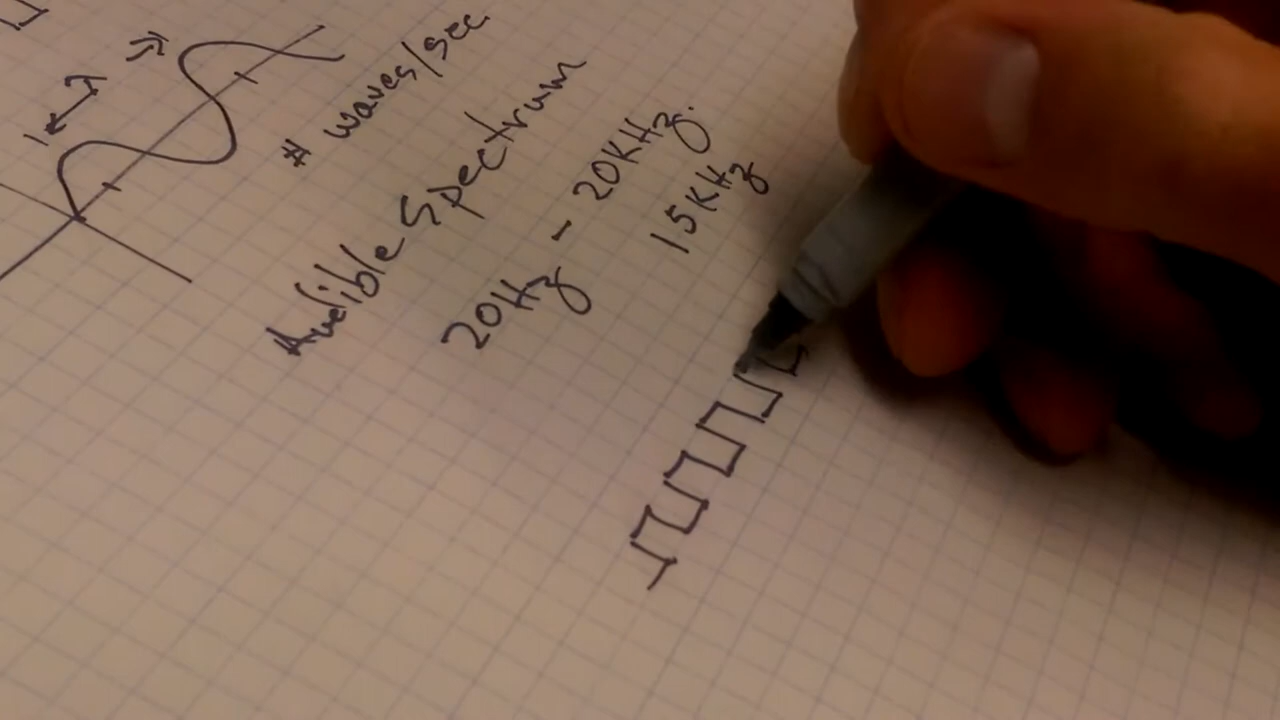 λ
# waves/sec
Audible Spectrum
20Hz - 20KHz.
15KHz